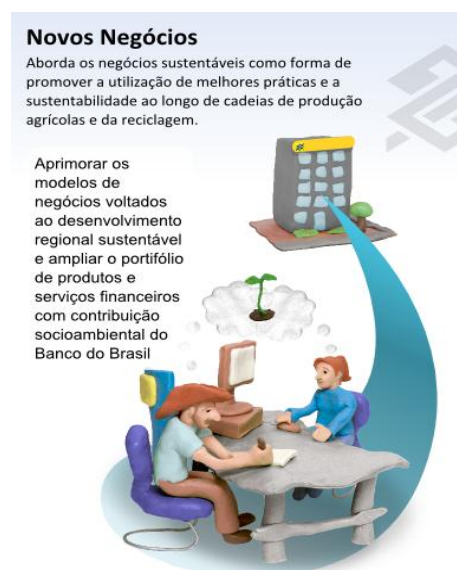 Novos Negócios
Aborda os negócios sustentáveis como forma de
promover a utilização de melhores práticas e a
sustentabilidade ao longo de cadeias de produção
agrícolas e da reciclagem.
Aprimorar os
modelos de
negócios voltados
ao desenvolvimento
regional sustentável
e ampliar o portifólio
de produtos e
serviços financeiros
com contribuição
socioambiental do
Banco do Brasil